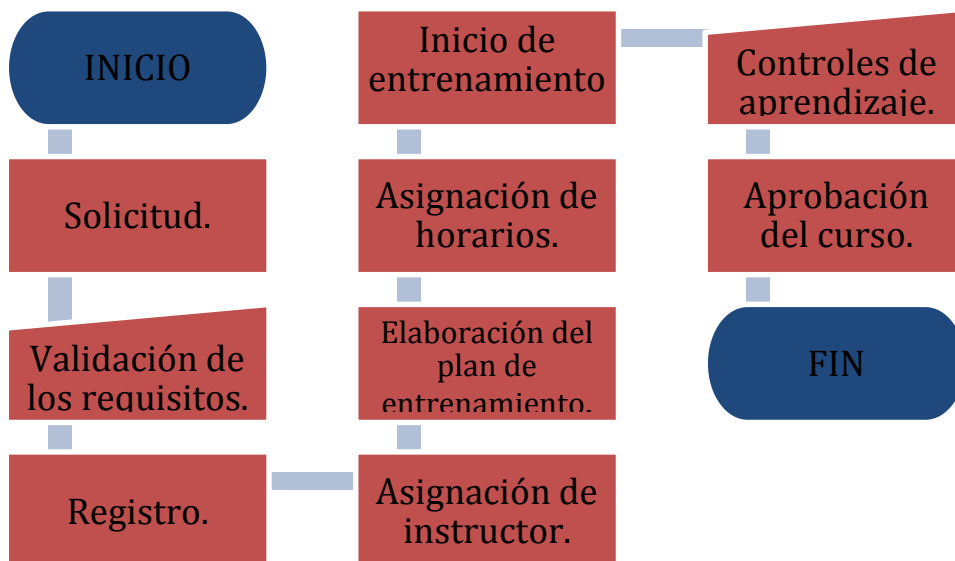 INICIO
Solicitud.
Validación de
los requisitos.
Registro.
Asignación de
instructor.
Elaboración del
plan de
entrenamiento.
Asignación de
horarios.
Inicio de
entrenamiento
Controles de
aprendizaje.
Aprobación
del curso.
FIN